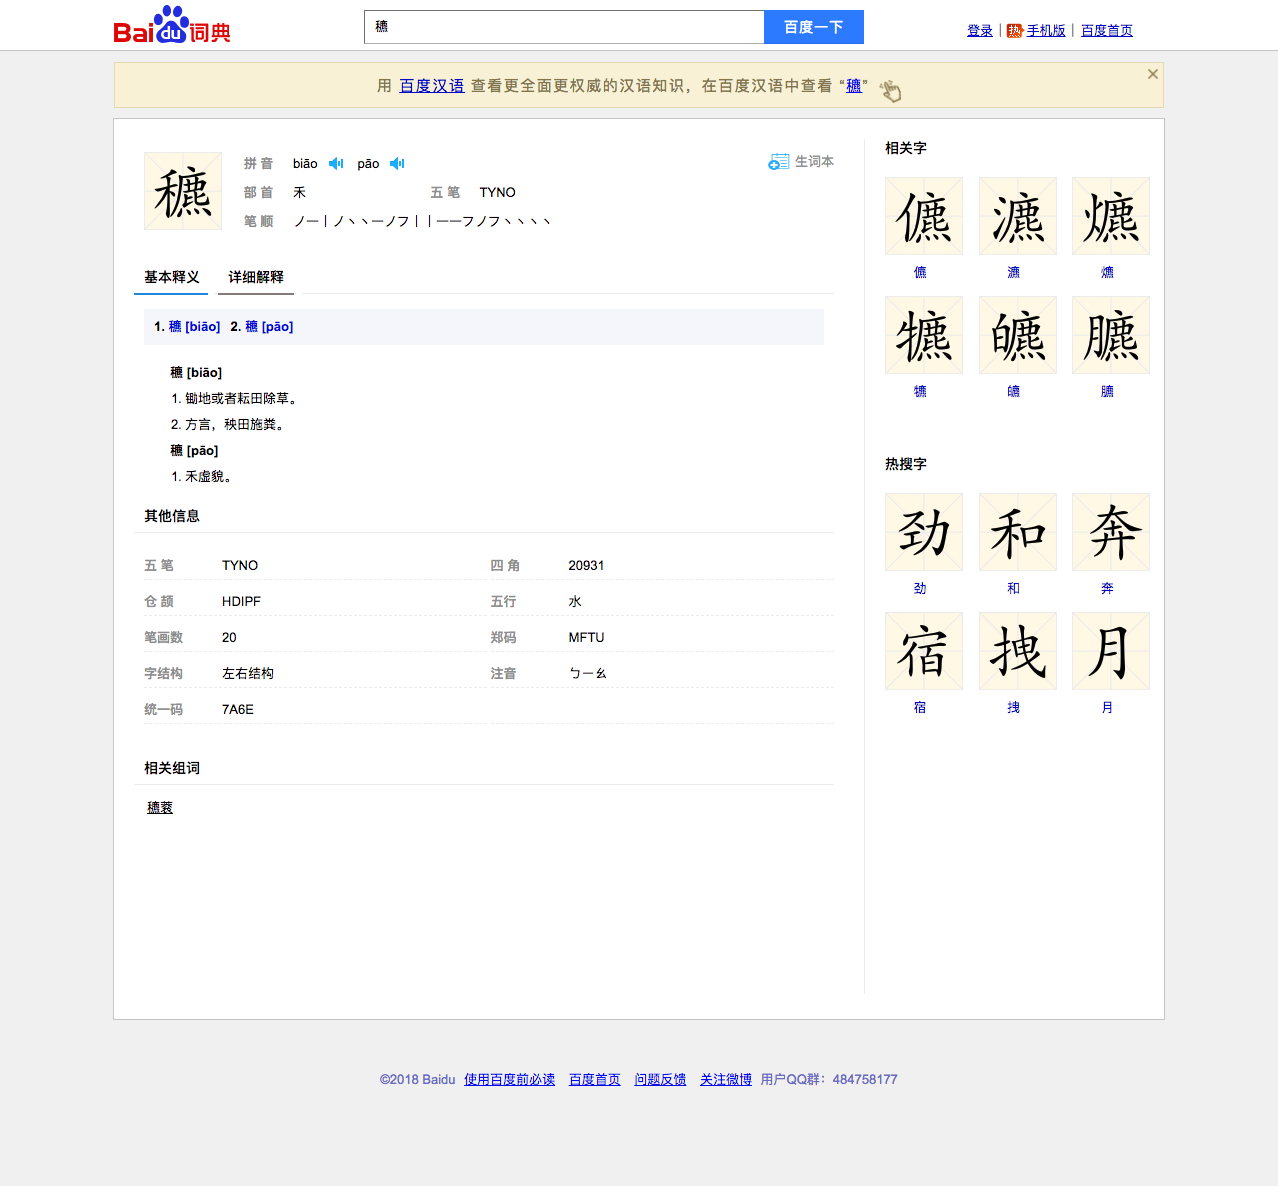 Baidu词典
穮
百度一下
登录 | 热 手机版 | 百度首页
用 百度汉语 查看更全面更权威的汉语知识，在百度汉语中查看 “穮”
穮
拼 音 biāo pāo
生词本
部 首 禾 五 笔 TYNO
笔 顺 ノ一丨ノ丶丶一ノフ丨丨一一フノフ丶丶丶丶
基本释义 详细解释
1. 穮 [biāo] 2. 穮 [pāo]
穮 [biāo]
1. 锄地或者耘田除草。
2. 方言，秧田施粪。
穮 [pāo]
1. 禾虚貌。
其他信息
五 笔 TYNO 四 角 20931
仓 颉 HDIPF 五行 水
笔画数 20 郑码 MFTU
字结构 左右结构 注音 ㄅㄧㄠ
统一码 7A6E
相关组词
穮蓘
相关字
儦 瀌 爊
儦 瀌 爊
犥 皫 臕
犥 皫 臕
热搜字
劲 和 奔
劲 和 奔
宿 拽 月
宿 拽 月
©2018 Baidu 使用百度前必读 百度首页 问题反馈 关注微博 用户QQ群：484758177